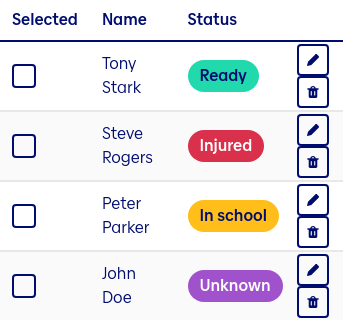 Selected Name Status
Tony
Stark
Ready
Steve
Rogers
Injured
Peter
Parker
In school
John
Doe
Unknown